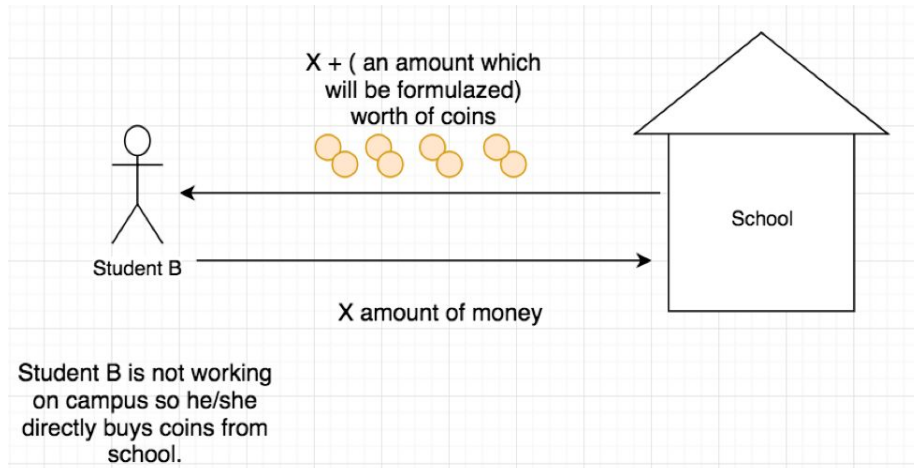 X + ( an amount which
will be formulazed)
worth of coins
School
Student B
X amount of money
Student B is not working
on campus so he/she
directly buys coins from
school.